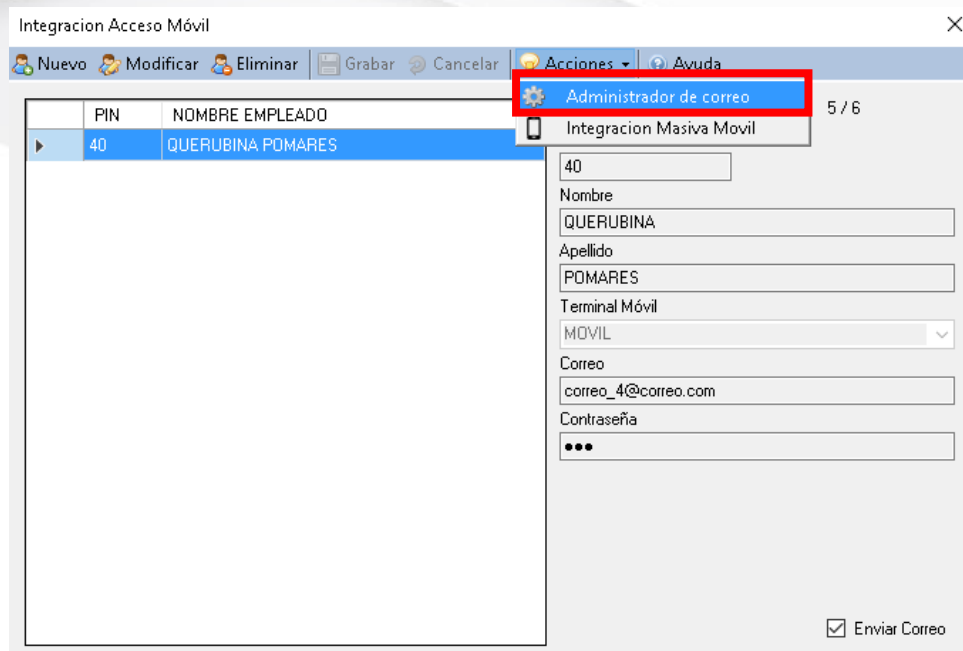 Integracion Acceso Móvil
Nuevo Modificar Eliminar Grabar Cancelar Acciones Ayuda
Administrador de correo
Integracion Masiva Movil
5 / 6
PIN NOMBRE EMPLEADO
40 QUERUBINA POMARES
40
Nombre
QUERUBINA
Apellido
POMARES
Terminal Móvil
MOVIL
Correo
correo_4@correo.com
Contraseña
●●●
Enviar Correo